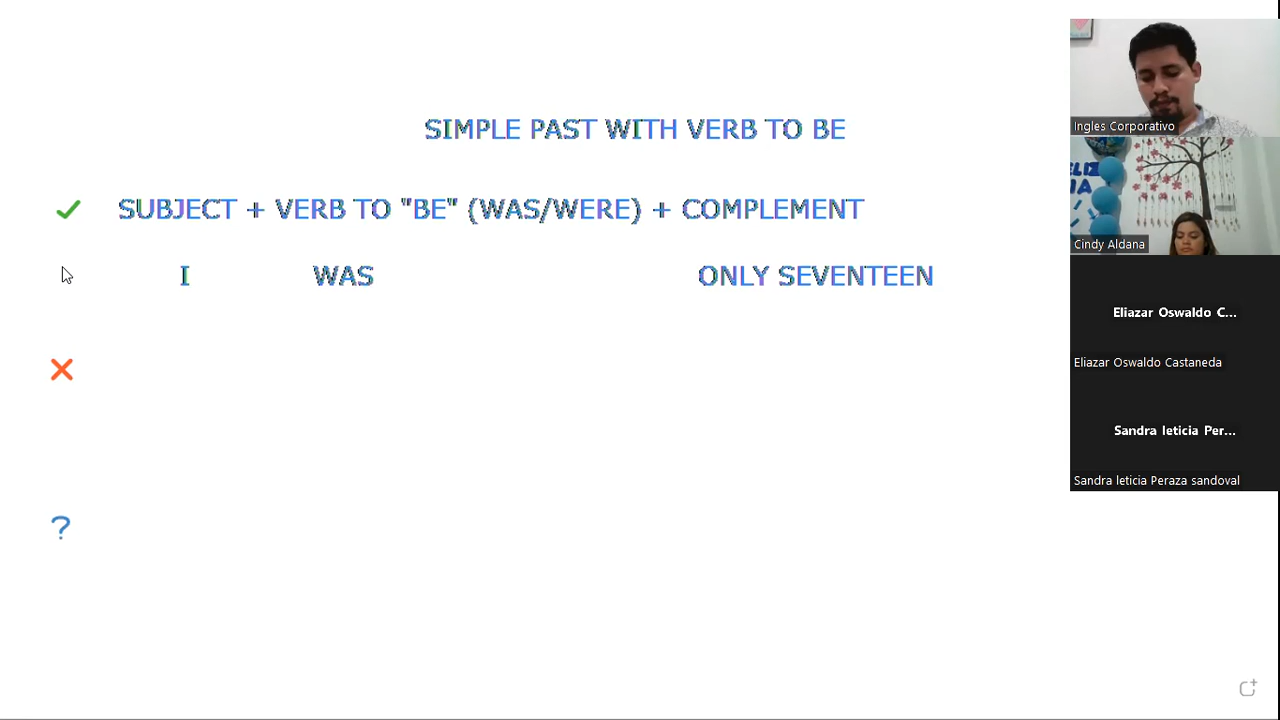 SIMPLE PAST WITH VERB TO BE
SUBJECT + VERB TO "BE" (WAS/WERE) + COMPLEMENT
I WAS ONLY SEVENTEEN
?
Ingles Corporativo
Cindy Aldana
Eliazar Oswaldo C...
Eliazar Oswaldo Castaneda
Sandra leticia Per...
Sandra leticia Peraza sandoval